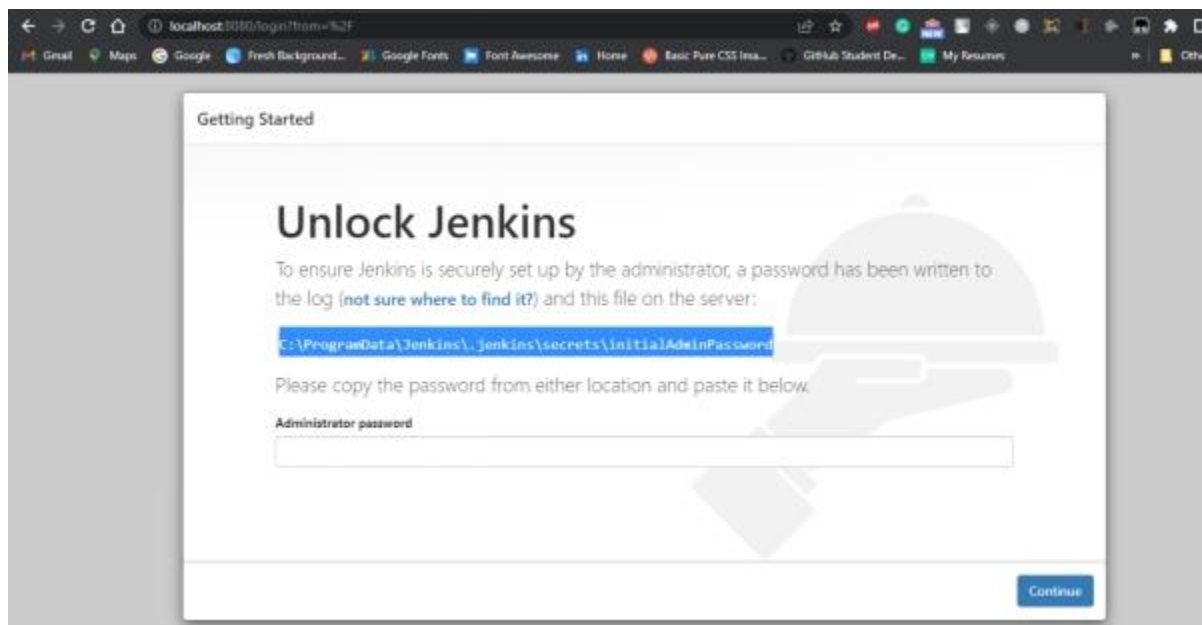 localhost:8080/login?from=%2F
Gmail Maps Google Fresh Background... Google Fonts Font Awesome Home Basic Pure CSS Ima... GitHub Student De... My Resumes » Othe
NEW
Getting Started
Unlock Jenkins
To ensure Jenkins is securely set up by the administrator, a password has been written to
the log (not sure where to find it?) and this file on the server:
C:\ProgramData\Jenkins\.jenkins\secrets\initialAdminPassword
Please copy the password from either location and paste it below.
Administrator password
Continue